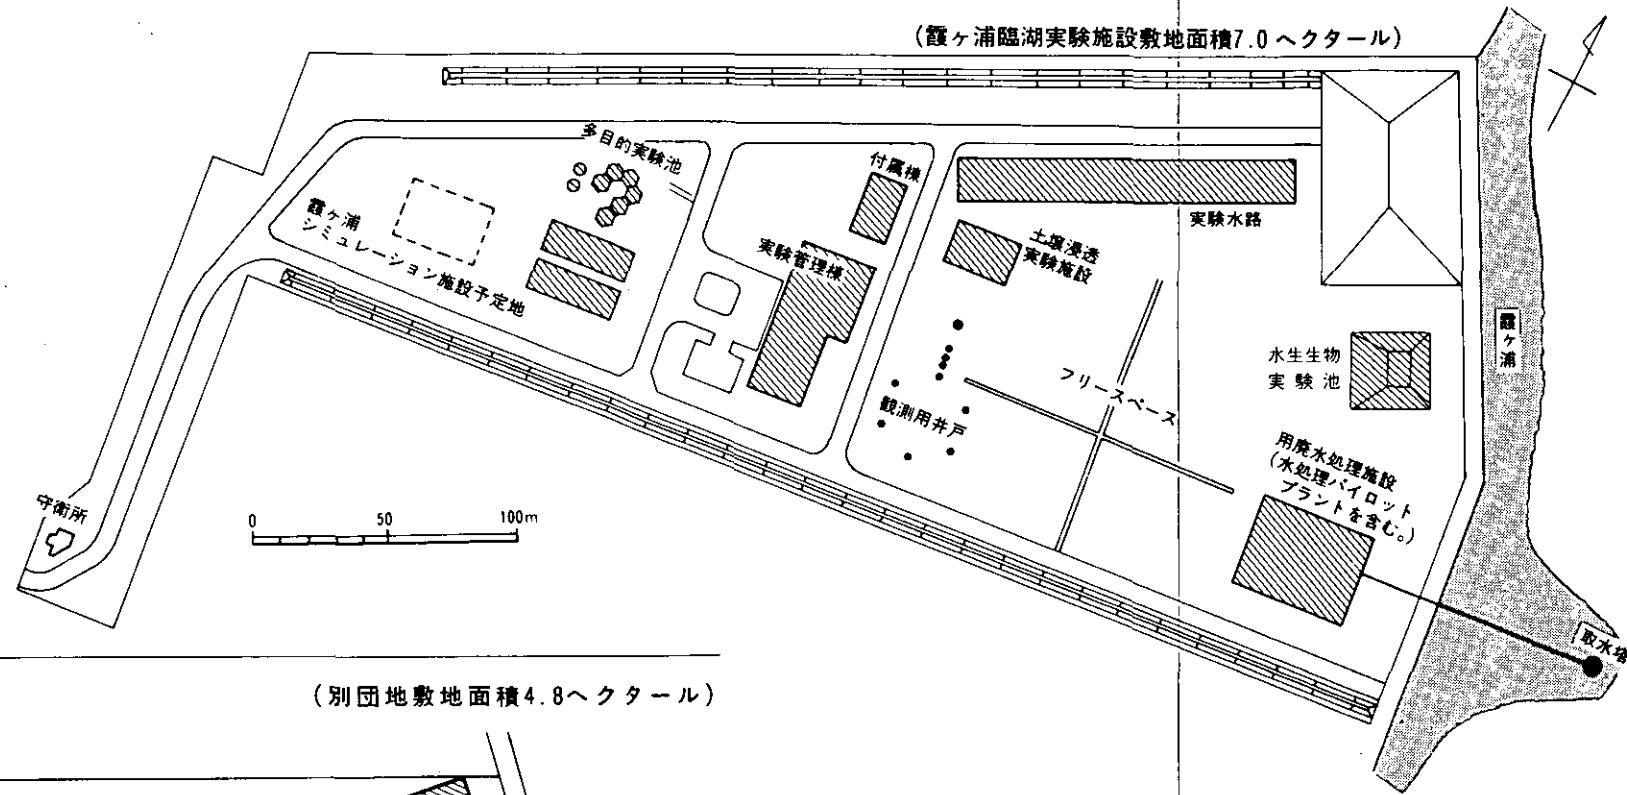 (霞ヶ浦臨湖実験施設敷地面積7.0ヘクタール)
多目的実験池
付属棟
霞ヶ浦
シミュレーション施設予定地
実験管理棟
実験水路
土壌浸透
実験施設
霞ヶ浦
水生生物
実験池
フリースペース
観測用井戸
用廃水処理施設
(水処理パイロット
プラントを含む。)
守衛所
0 50 100m
取水塔
(別団地敷地面積4.8ヘクタール)